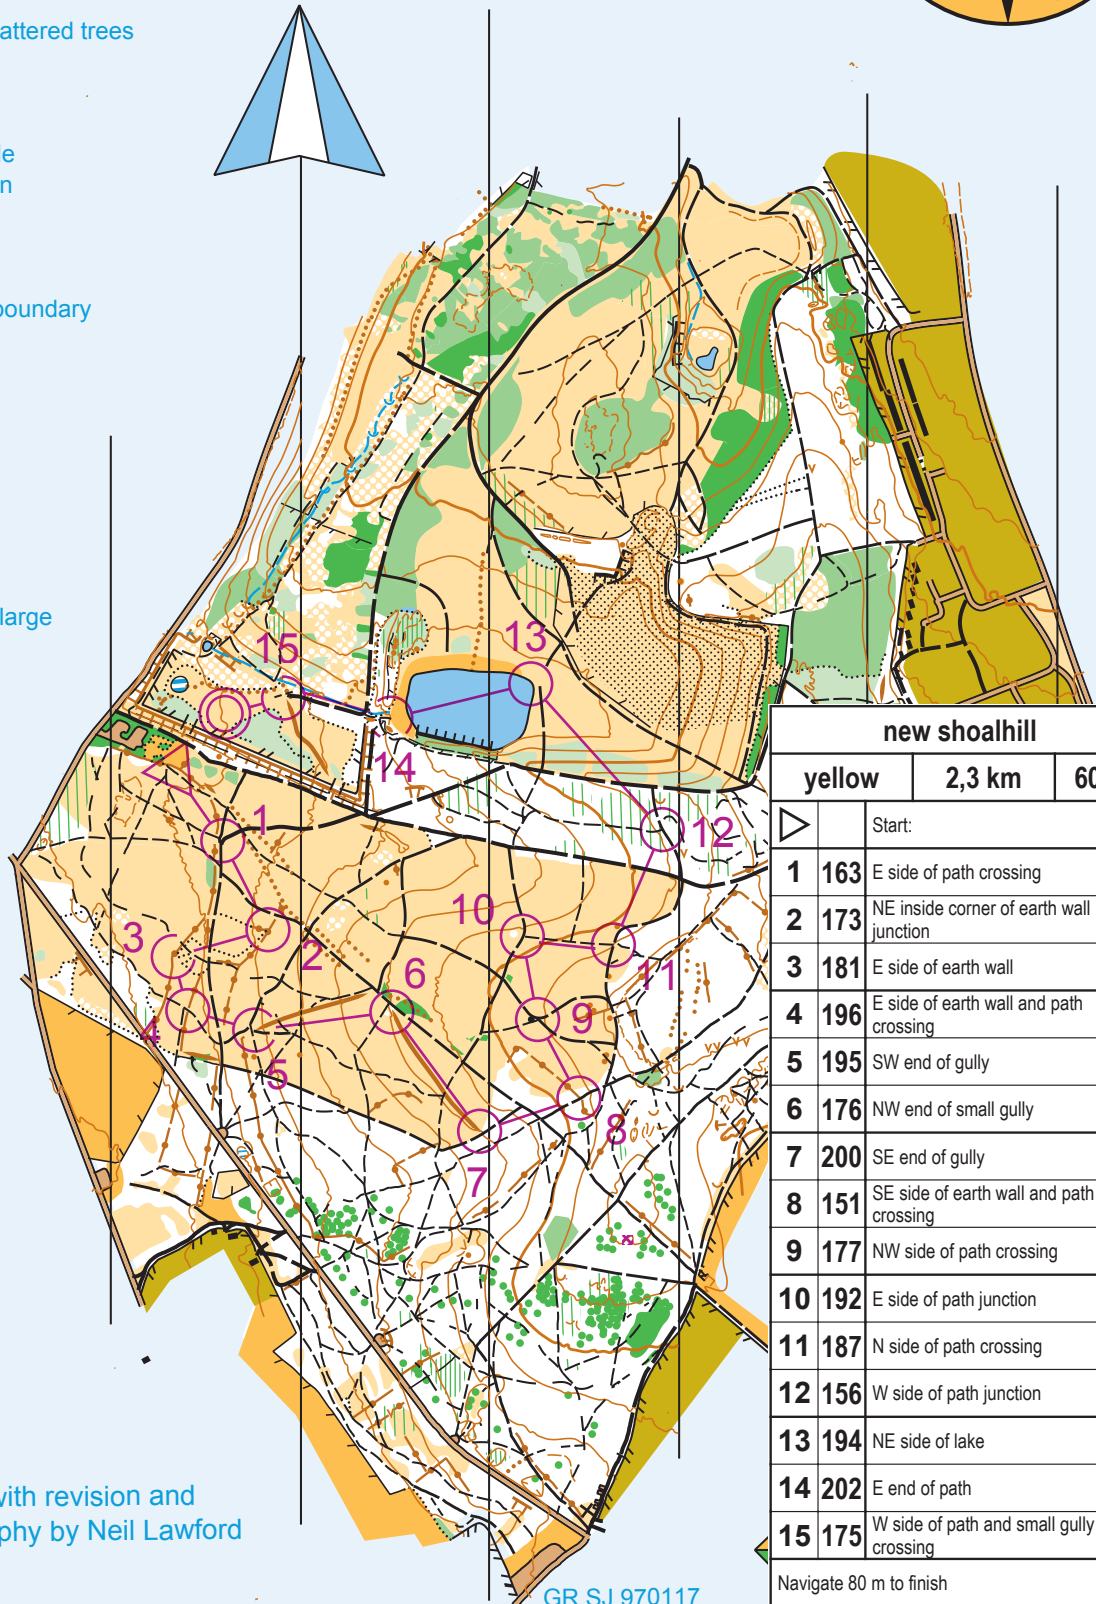 attered trees
le
n
boundary
large
15
13
14
1
12
10
3
2
6
11
9
4
5
8
7
new shoalhill
yellow 2,3 km 60
Start:
1 163 E side of path crossing
2 173 NE inside corner of earth wall
junction
3 181 E side of earth wall
4 196 E side of earth wall and path
crossing
5 195 SW end of gully
6 176 NW end of small gully
7 200 SE end of gully
8 151 SE side of earth wall and path
crossing
9 177 NW side of path crossing
10 192 E side of path junction
11 187 N side of path crossing
12 156 W side of path junction
13 194 NE side of lake
14 202 E end of path
15 175 W side of path and small gully
crossing
Navigate 80 m to finish
with revision and
phy by Neil Lawford
GR SJ 970117